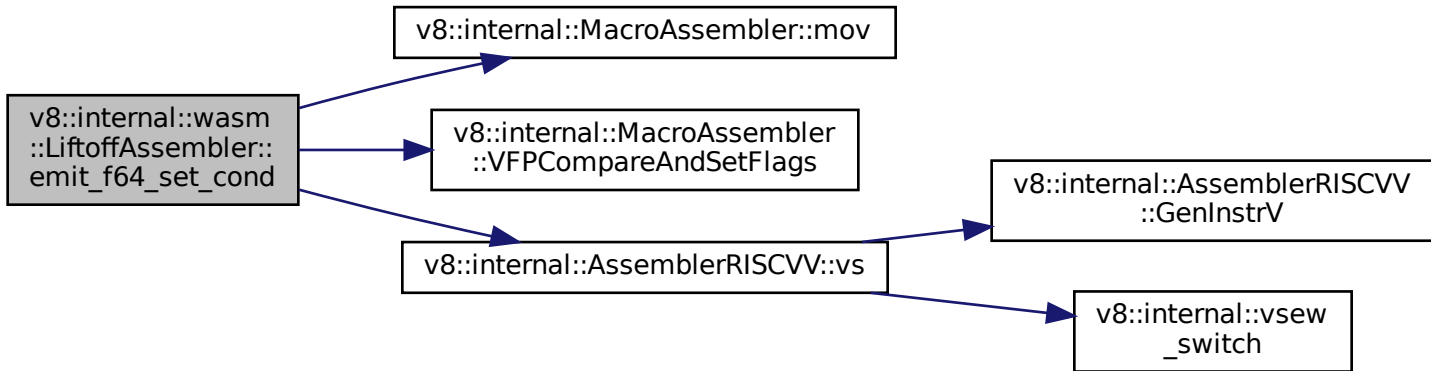 v8::internal::MacroAssembler::mov
v8::internal::wasm
::LiftoffAssembler::
emit_f64_set_cond
v8::internal::MacroAssembler
::VFPCompareAndSetFlags
v8::internal::AssemblerRISCVV
::GenInstrV
v8::internal::AssemblerRISCVV::vs
v8::internal::vsew
_switch